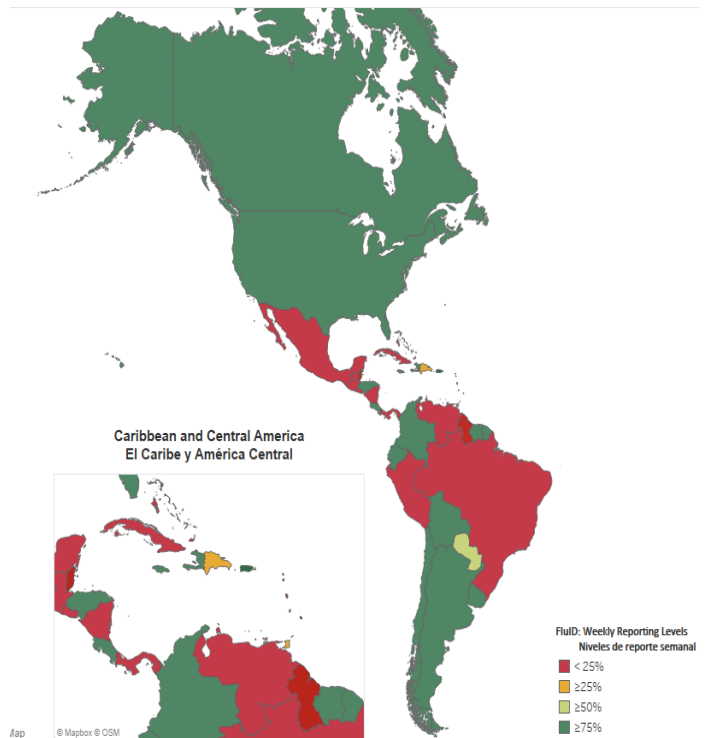 Caribbean and Central America
El Caribe y América Central
FluID: Weekly Reporting Levels
Niveles de reporte semanal
< 25%
≥25%
≥50%
≥75%
Map
© Mapbox © OSM